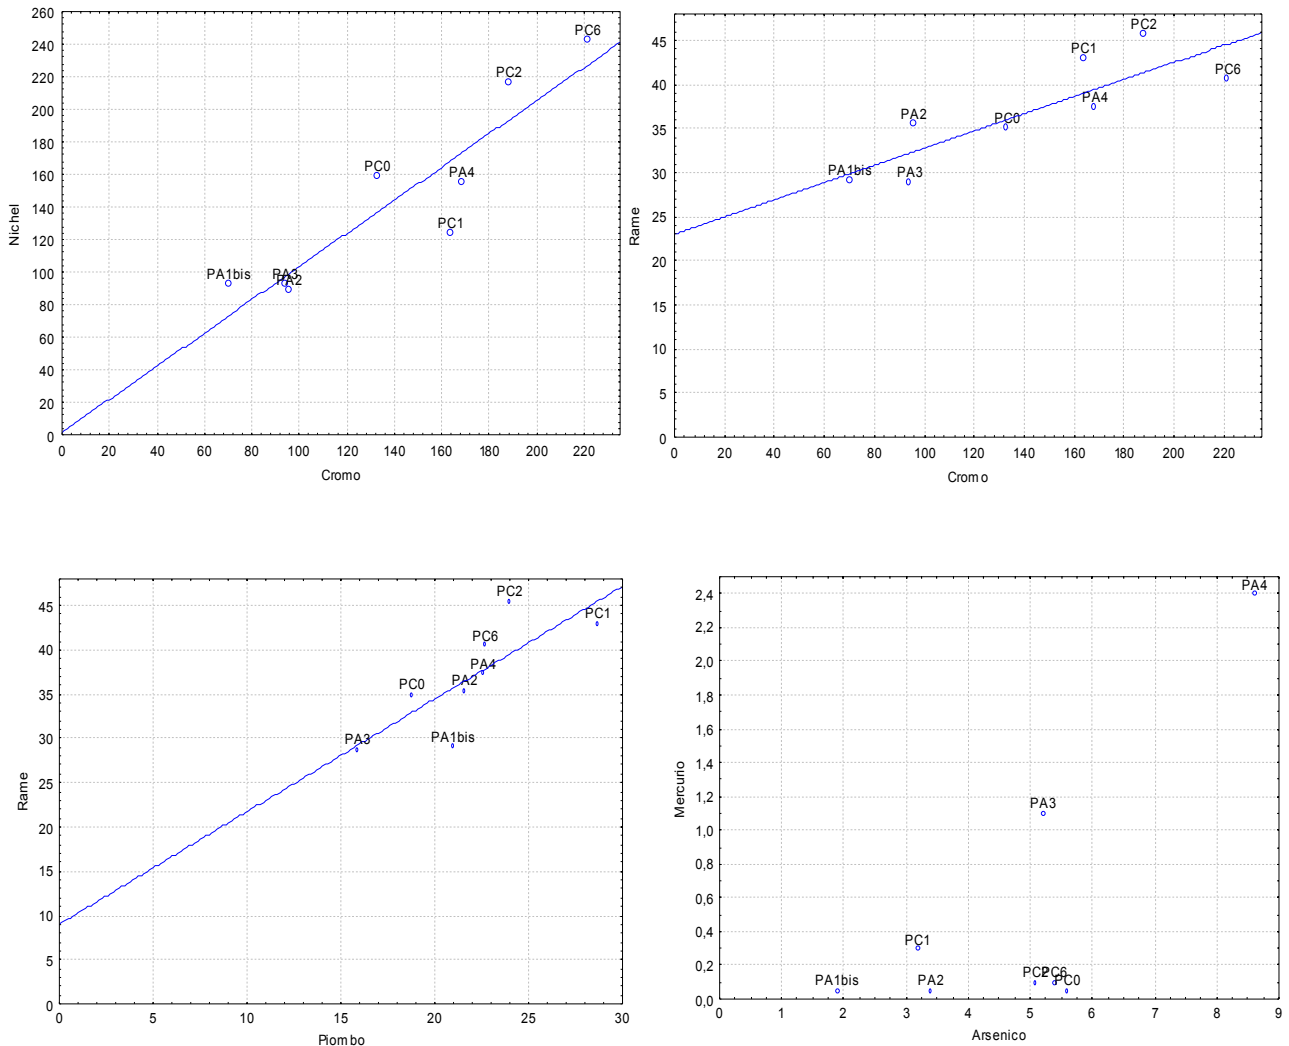 260
240
220
200
180
160
140
120
100
80
60
40
20
0
Nichel
PC6
PC2
PC0
PA4
PC1
PA1bis
PA3
PA2
0 20 40 60 80 100 120 140 160 180 200 220
Cromo
45
40
35
30
25
20
15
10
5
0
Rame
PC2
PC1
PC6
PA4
PA2
PC0
PA1bis
PA3
0 20 40 60 80 100 120 140 160 180 200 220
Cromo
45
40
35
30
25
20
15
10
5
0
Rame
PC2
PC1
PC6
PA4
PC0
PA2
PA3
PA1bis
0 5 10 15 20 25 30
Piombo
2,4
2,2
2,0
1,8
1,6
1,4
1,2
1,0
0,8
0,6
0,4
0,2
0,0
Mercurio
PA4
PA3
PC1
PA1bis
PA2
PC2
PC6
PC0
0 1 2 3 4 5 6 7 8 9
Arsenico